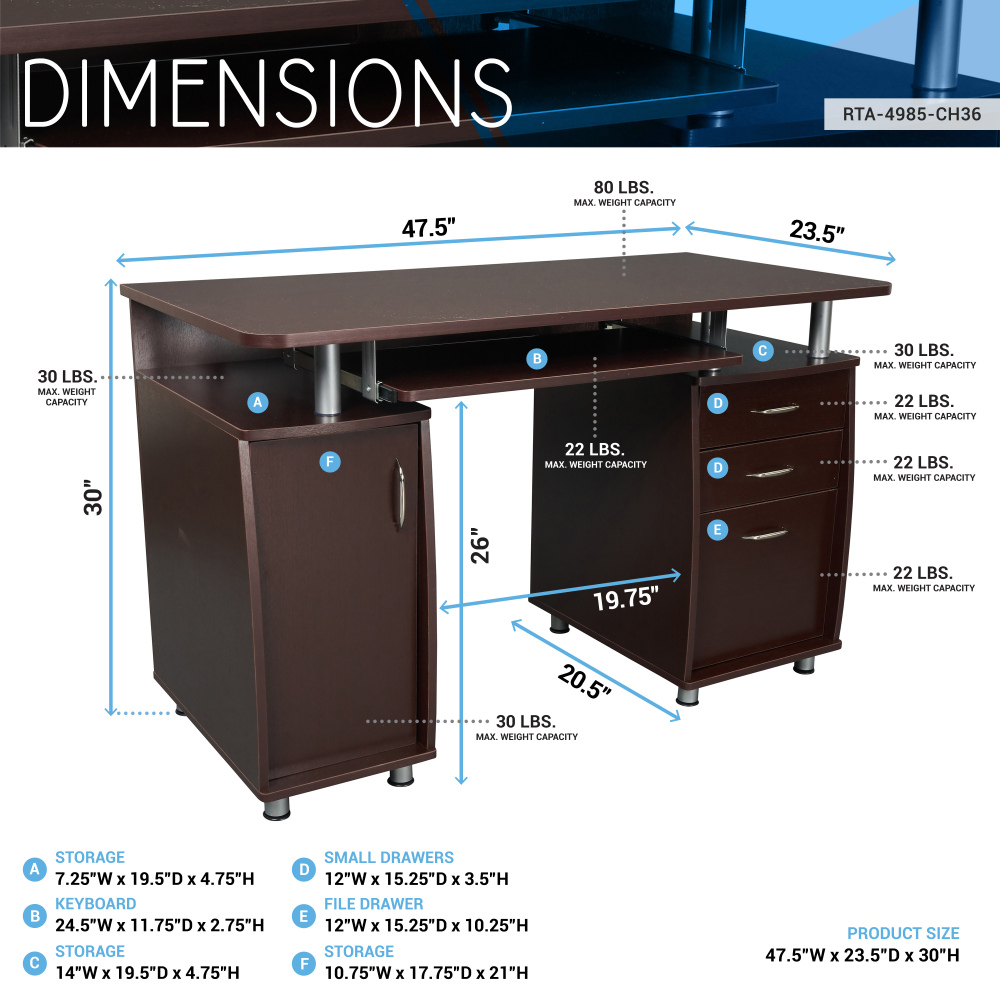 DIMENSIONS
RTA-4985-CH36
80 LBS.
MAX. WEIGHT CAPACITY
47.5"
23.5"
30 LBS.
MAX. WEIGHT
CAPACITY
A
B
C
30 LBS.
MAX. WEIGHT CAPACITY
D
22 LBS.
MAX. WEIGHT CAPACITY
F
22 LBS.
MAX. WEIGHT CAPACITY
D
22 LBS.
MAX. WEIGHT CAPACITY
30"
26"
E
19.75"
22 LBS.
MAX. WEIGHT CAPACITY
20.5"
30 LBS.
MAX. WEIGHT CAPACITY
A STORAGE
7.25"W x 19.5"D x 4.75"H
B KEYBOARD
24.5"W x 11.75"D x 2.75"H
C STORAGE
14"W x 19.5"D x 4.75"H
D SMALL DRAWERS
12"W x 15.25"D x 3.5"H
E FILE DRAWER
12"W x 15.25"D x 10.25"H
F STORAGE
10.75"W x 17.75"D x 21"H
PRODUCT SIZE
47.5"W x 23.5"D x 30"H